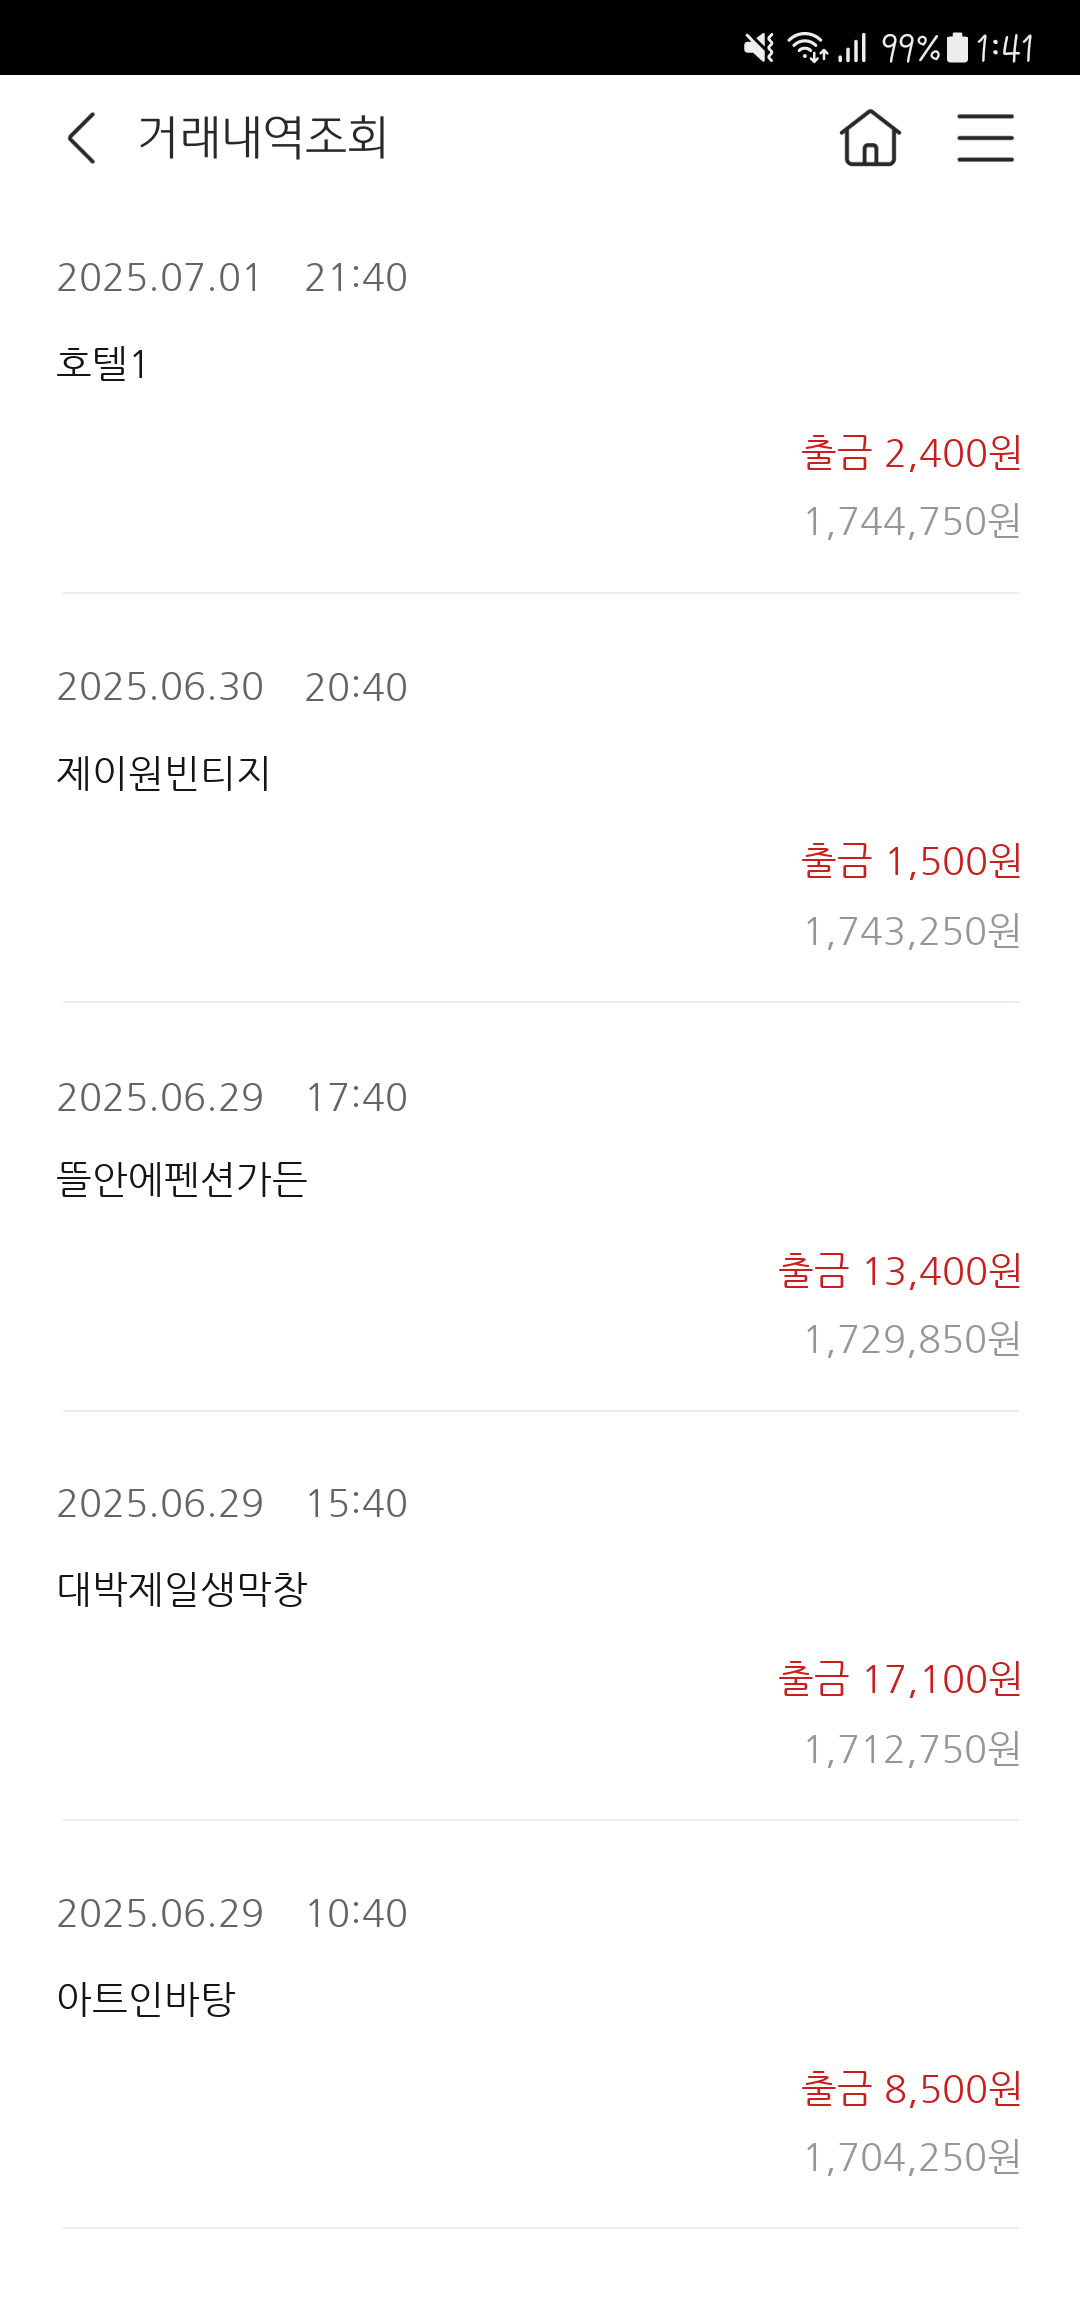 99% 1:41
거래내역조회
2025.07.01 21:40
호텔1
출금 2,400원
1,744,750원
2025.06.30 20:40
제이원빈티지
출금 1,500원
1,743,250원
2025.06.29 17:40
뜰안에펜션가든
출금 13,400원
1,729,850원
2025.06.29 15:40
대박제일생막창
출금 17,100원
1,712,750원
2025.06.29 10:40
아트인바탕
출금 8,500원
1,704,250원